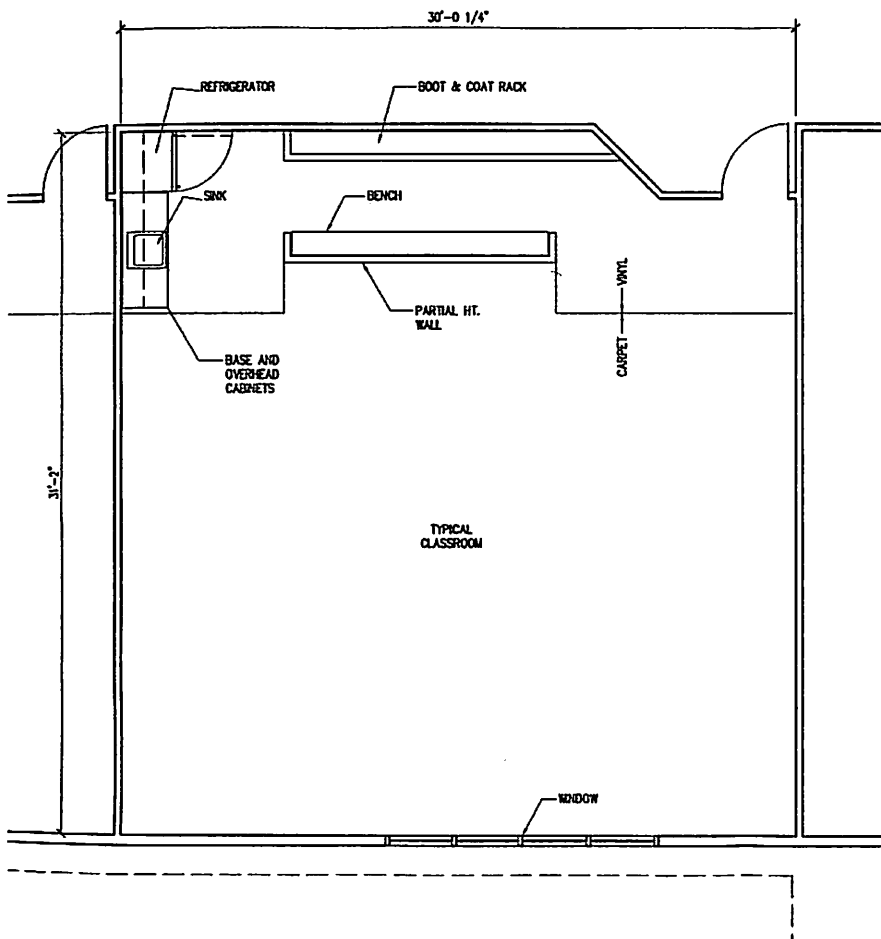 30'-0 1/4"
REFRIGERATOR
BOOT & COAT RACK
SINK
BENCH
PARTIAL HT.
WALL
VINYL
CARPET
BASE AND
OVERHEAD
CABINETS
31'-2"
TYPICAL
CLASSROOM
WINDOW